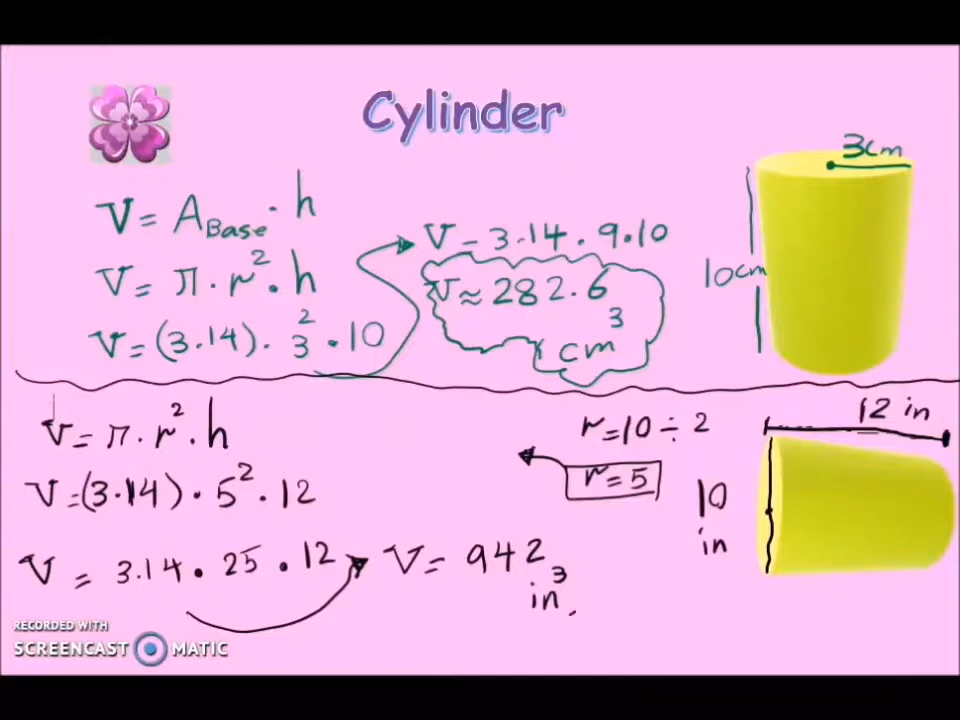 Cylinder
V = A Base · h
V = π · r² · h
V = (3.14) · 3² · 10
V = 3.14 · 9 · 10
V ≈ 282.6
cm³
3cm
10cm
V = π · r² · h
V = (3.14) · 5² · 12
V = 3.14 · 25 · 12
V = 942
in³.
r = 10 ÷ 2
r = 5
12 in
10
in
RECORDED WITH
SCREENCAST MATIC